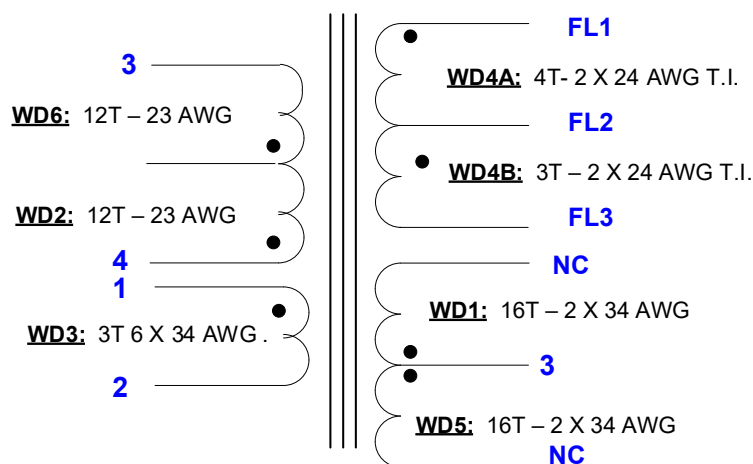 3
WD6: 12T – 23 AWG
WD2: 12T – 23 AWG
4
1
WD3: 3T 6 X 34 AWG .
2
FL1
WD4A: 4T- 2 X 24 AWG T.I.
FL2
WD4B: 3T – 2 X 24 AWG T.I.
FL3
NC
WD1: 16T – 2 X 34 AWG
3
WD5: 16T – 2 X 34 AWG
NC